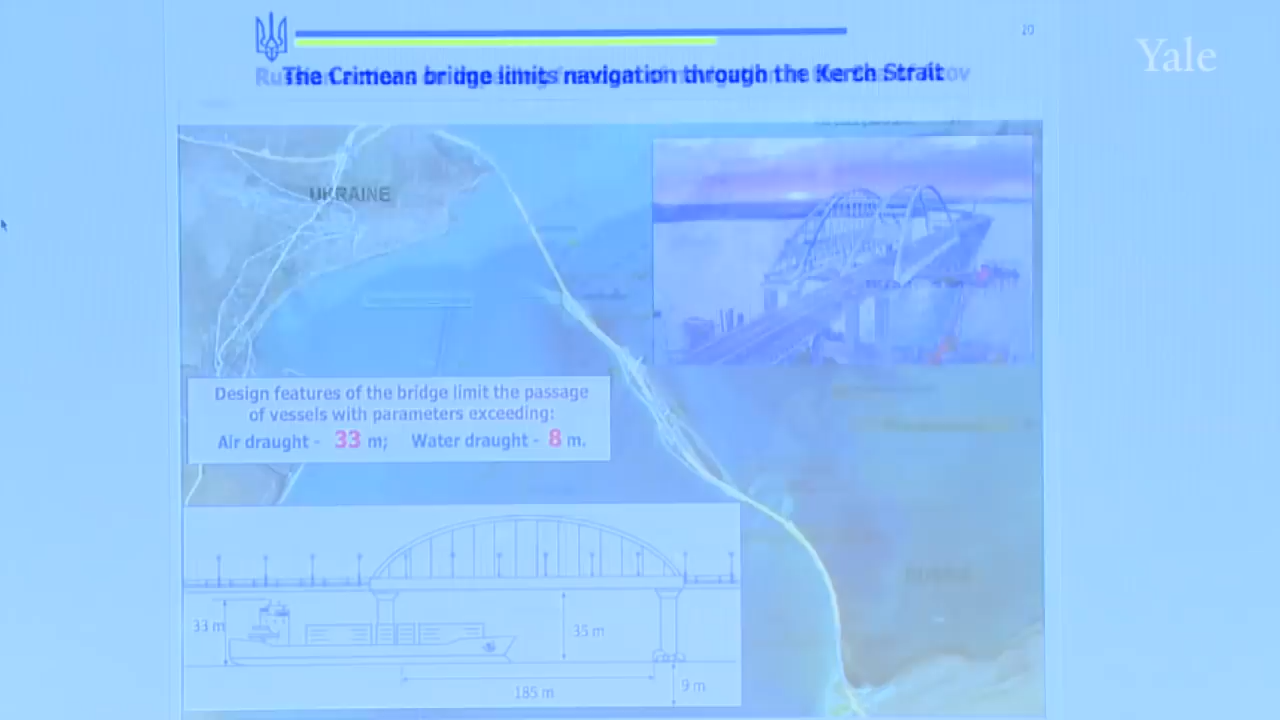 20
Yale
The Crimean bridge limits navigation through the Kerch Strait
UKRAINE
Design features of the bridge limit the passage
of vessels with parameters exceeding:
Air draught - 33 m; Water draught - 8 m.
33 m
35 m
185 m
9 m